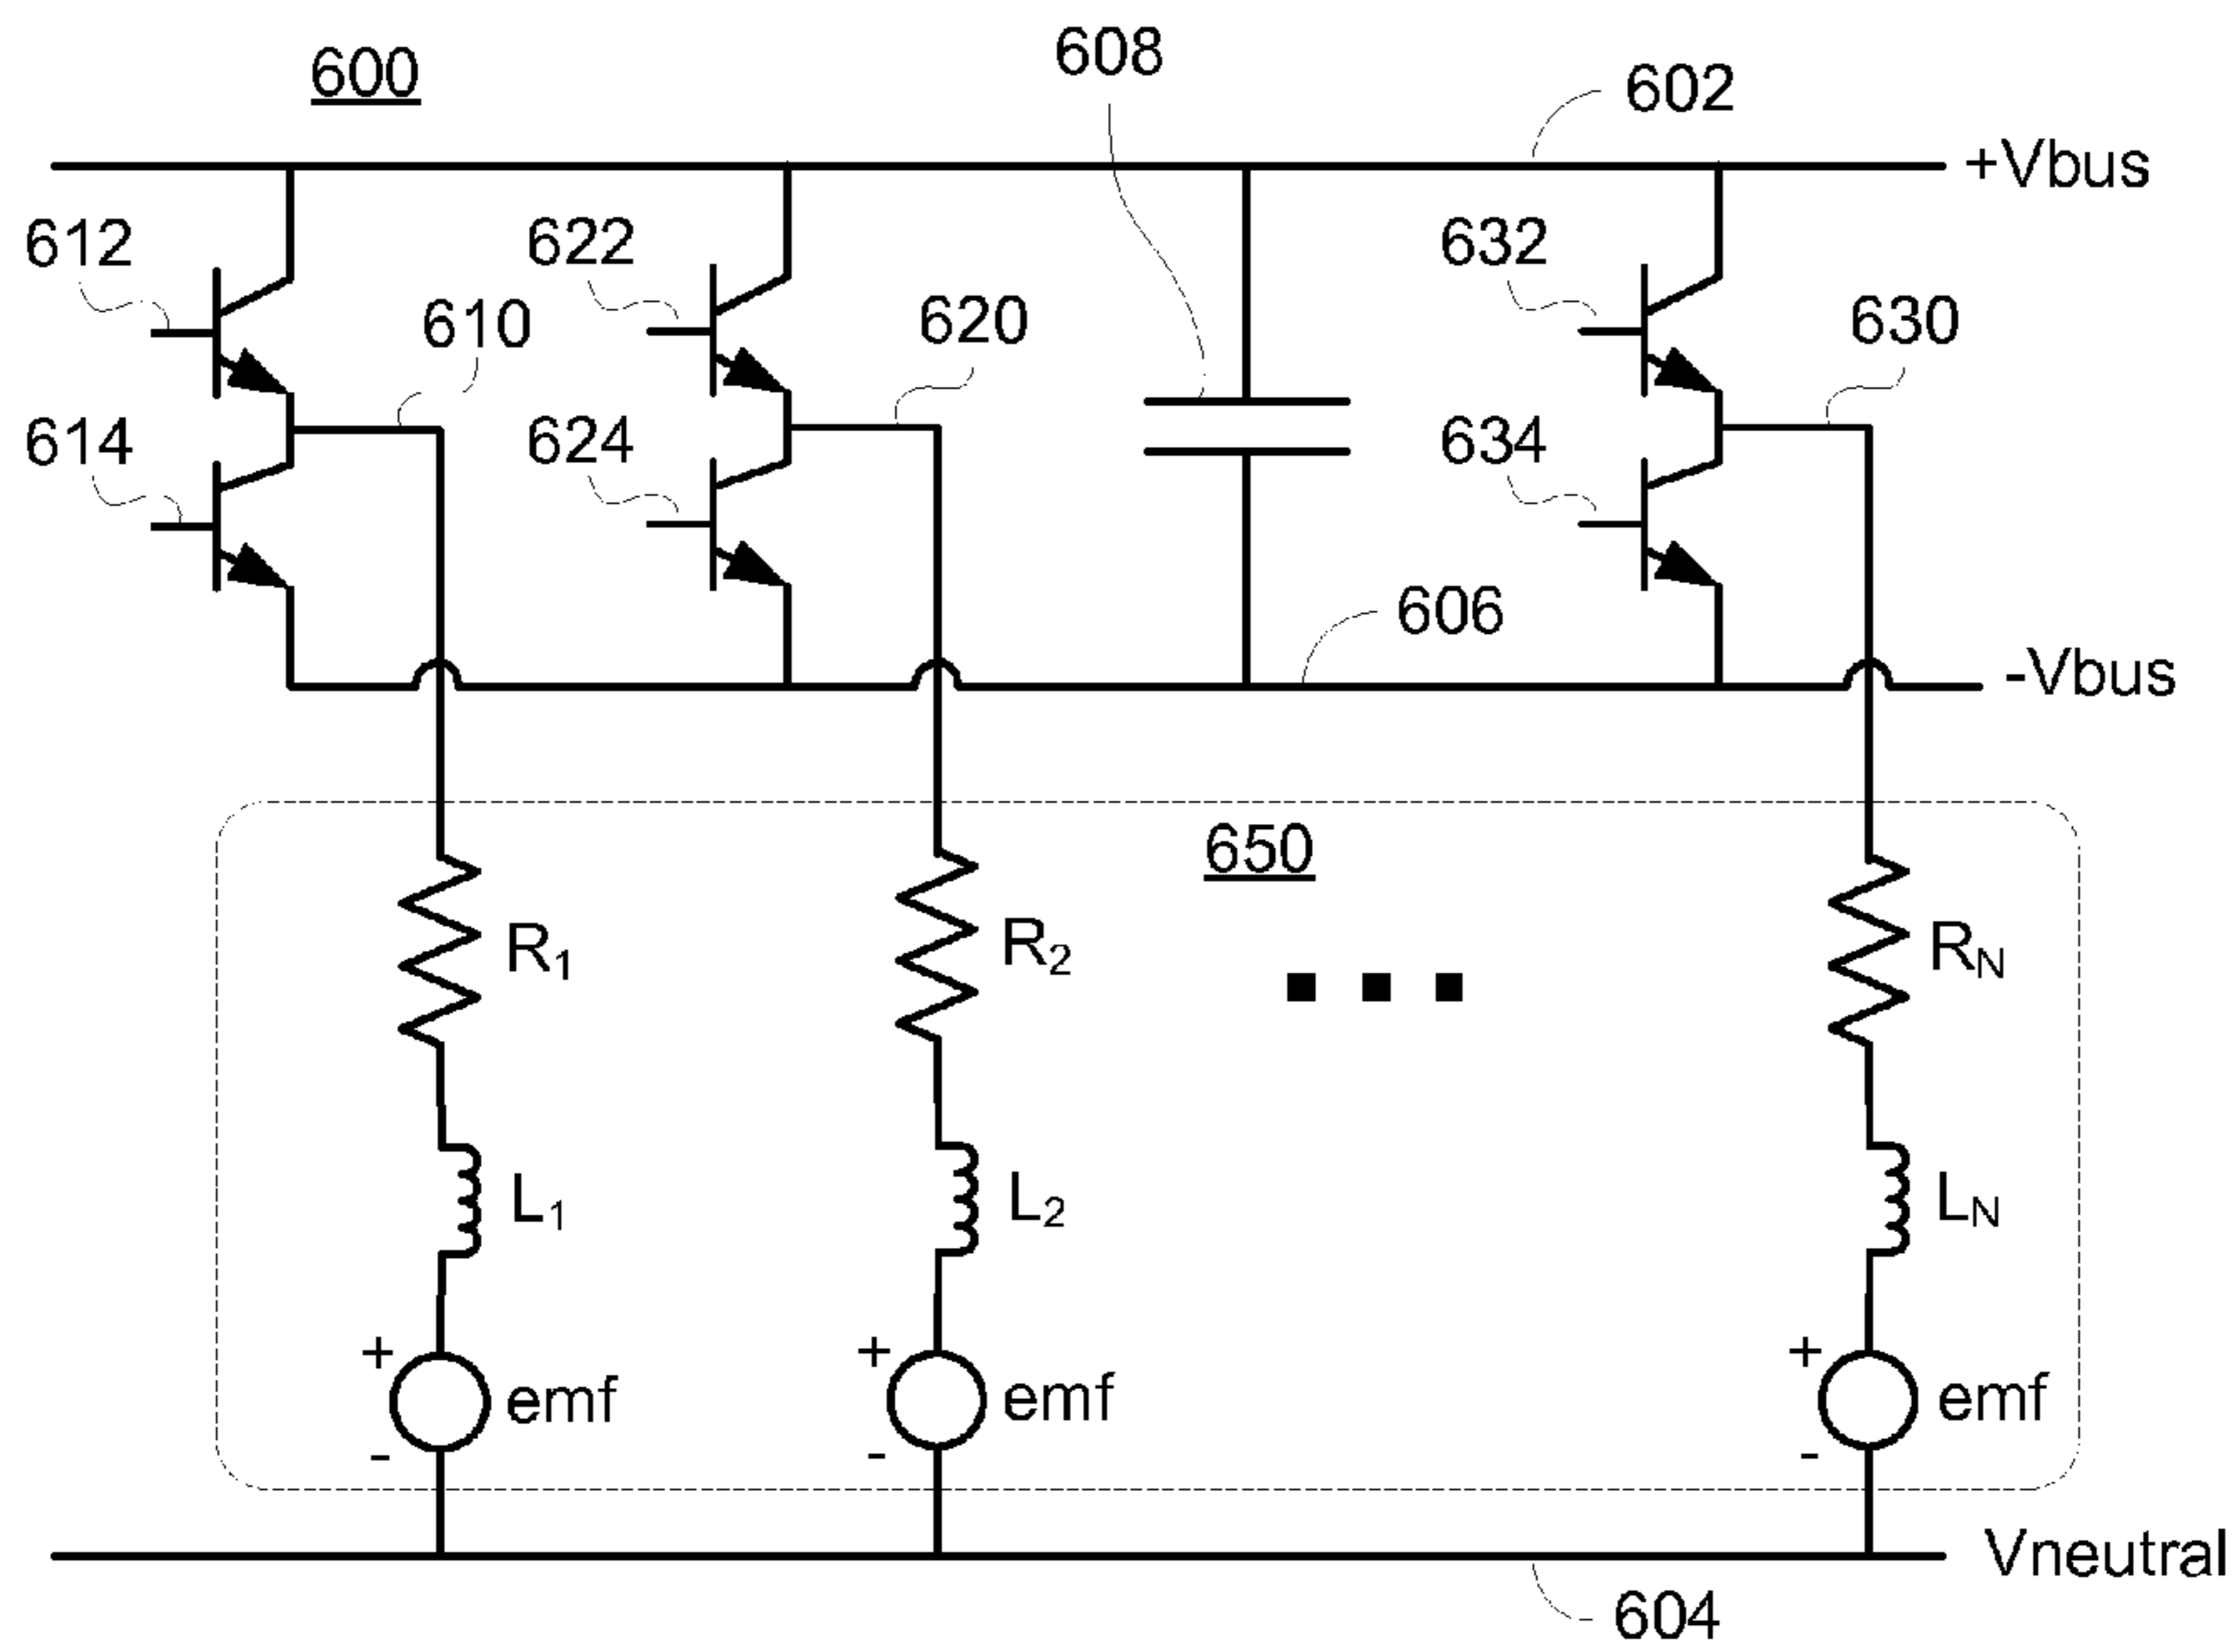 600
608
602
+Vbus
612
622
632
610
620
630
614
624
634
606
-Vbus
650
R1
R2
RN
L1
L2
LN
+
emf
-
+
emf
-
+
emf
-
Vneutral
604